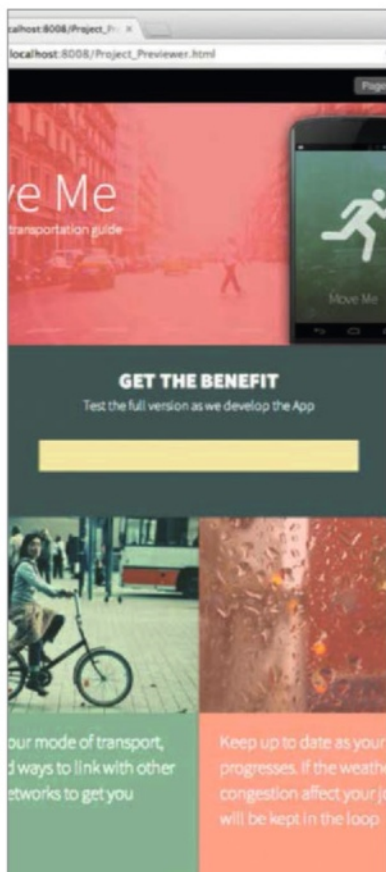 localhost:8008/Project_Pr
localhost:8008/Project_Previewer.html
Page
ve Me
transportation guide
Move Me
GET THE BENEFIT
Test the full version as we develop the App
our mode of transport,
d ways to link with other
etworks to get you
Keep up to date as your
progresses. If the weathe
congestion affect your jo
will be kept in the loop